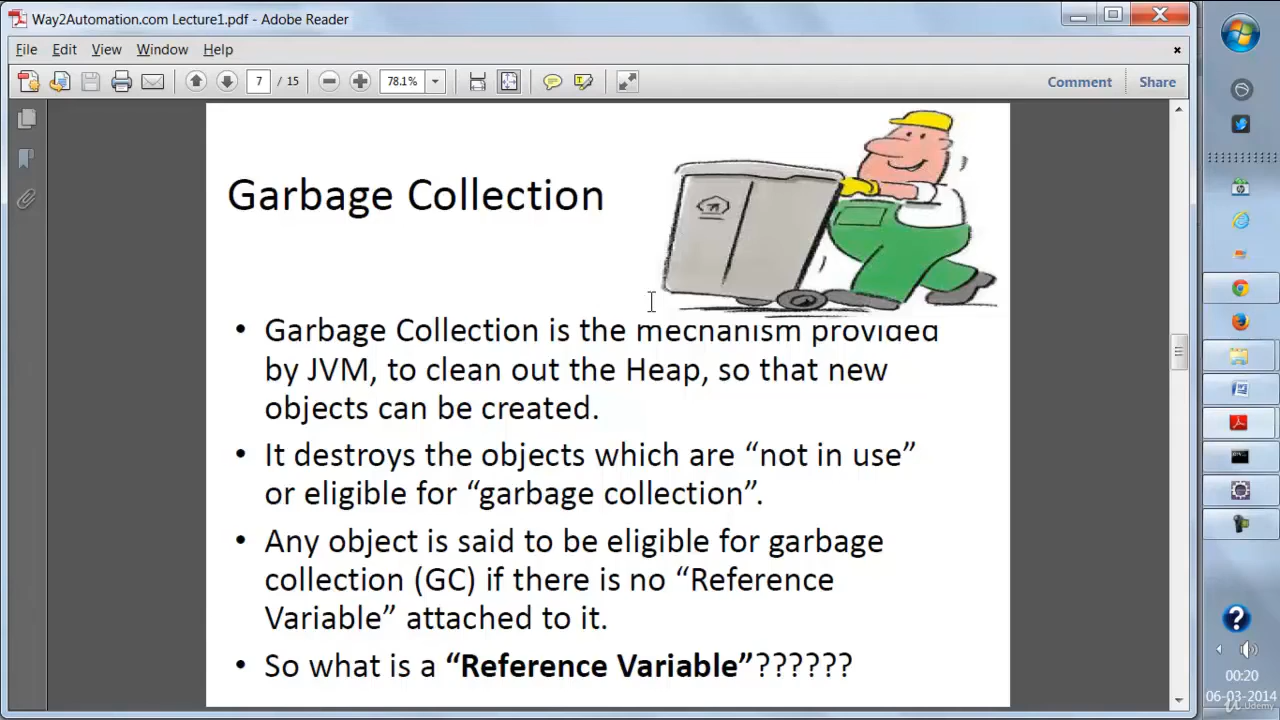 Way2Automation.com Lecture1.pdf - Adobe Reader
File Edit View Window Help
7 / 15 78.1% Comment Share
Garbage Collection
• Garbage Collection is the mechanism provided
by JVM, to clean out the Heap, so that new
objects can be created.
• It destroys the objects which are “not in use”
or eligible for “garbage collection”.
• Any object is said to be eligible for garbage
collection (GC) if there is no “Reference
Variable” attached to it.
• So what is a “Reference Variable”??????
00:20
06-03-2014
Udemy